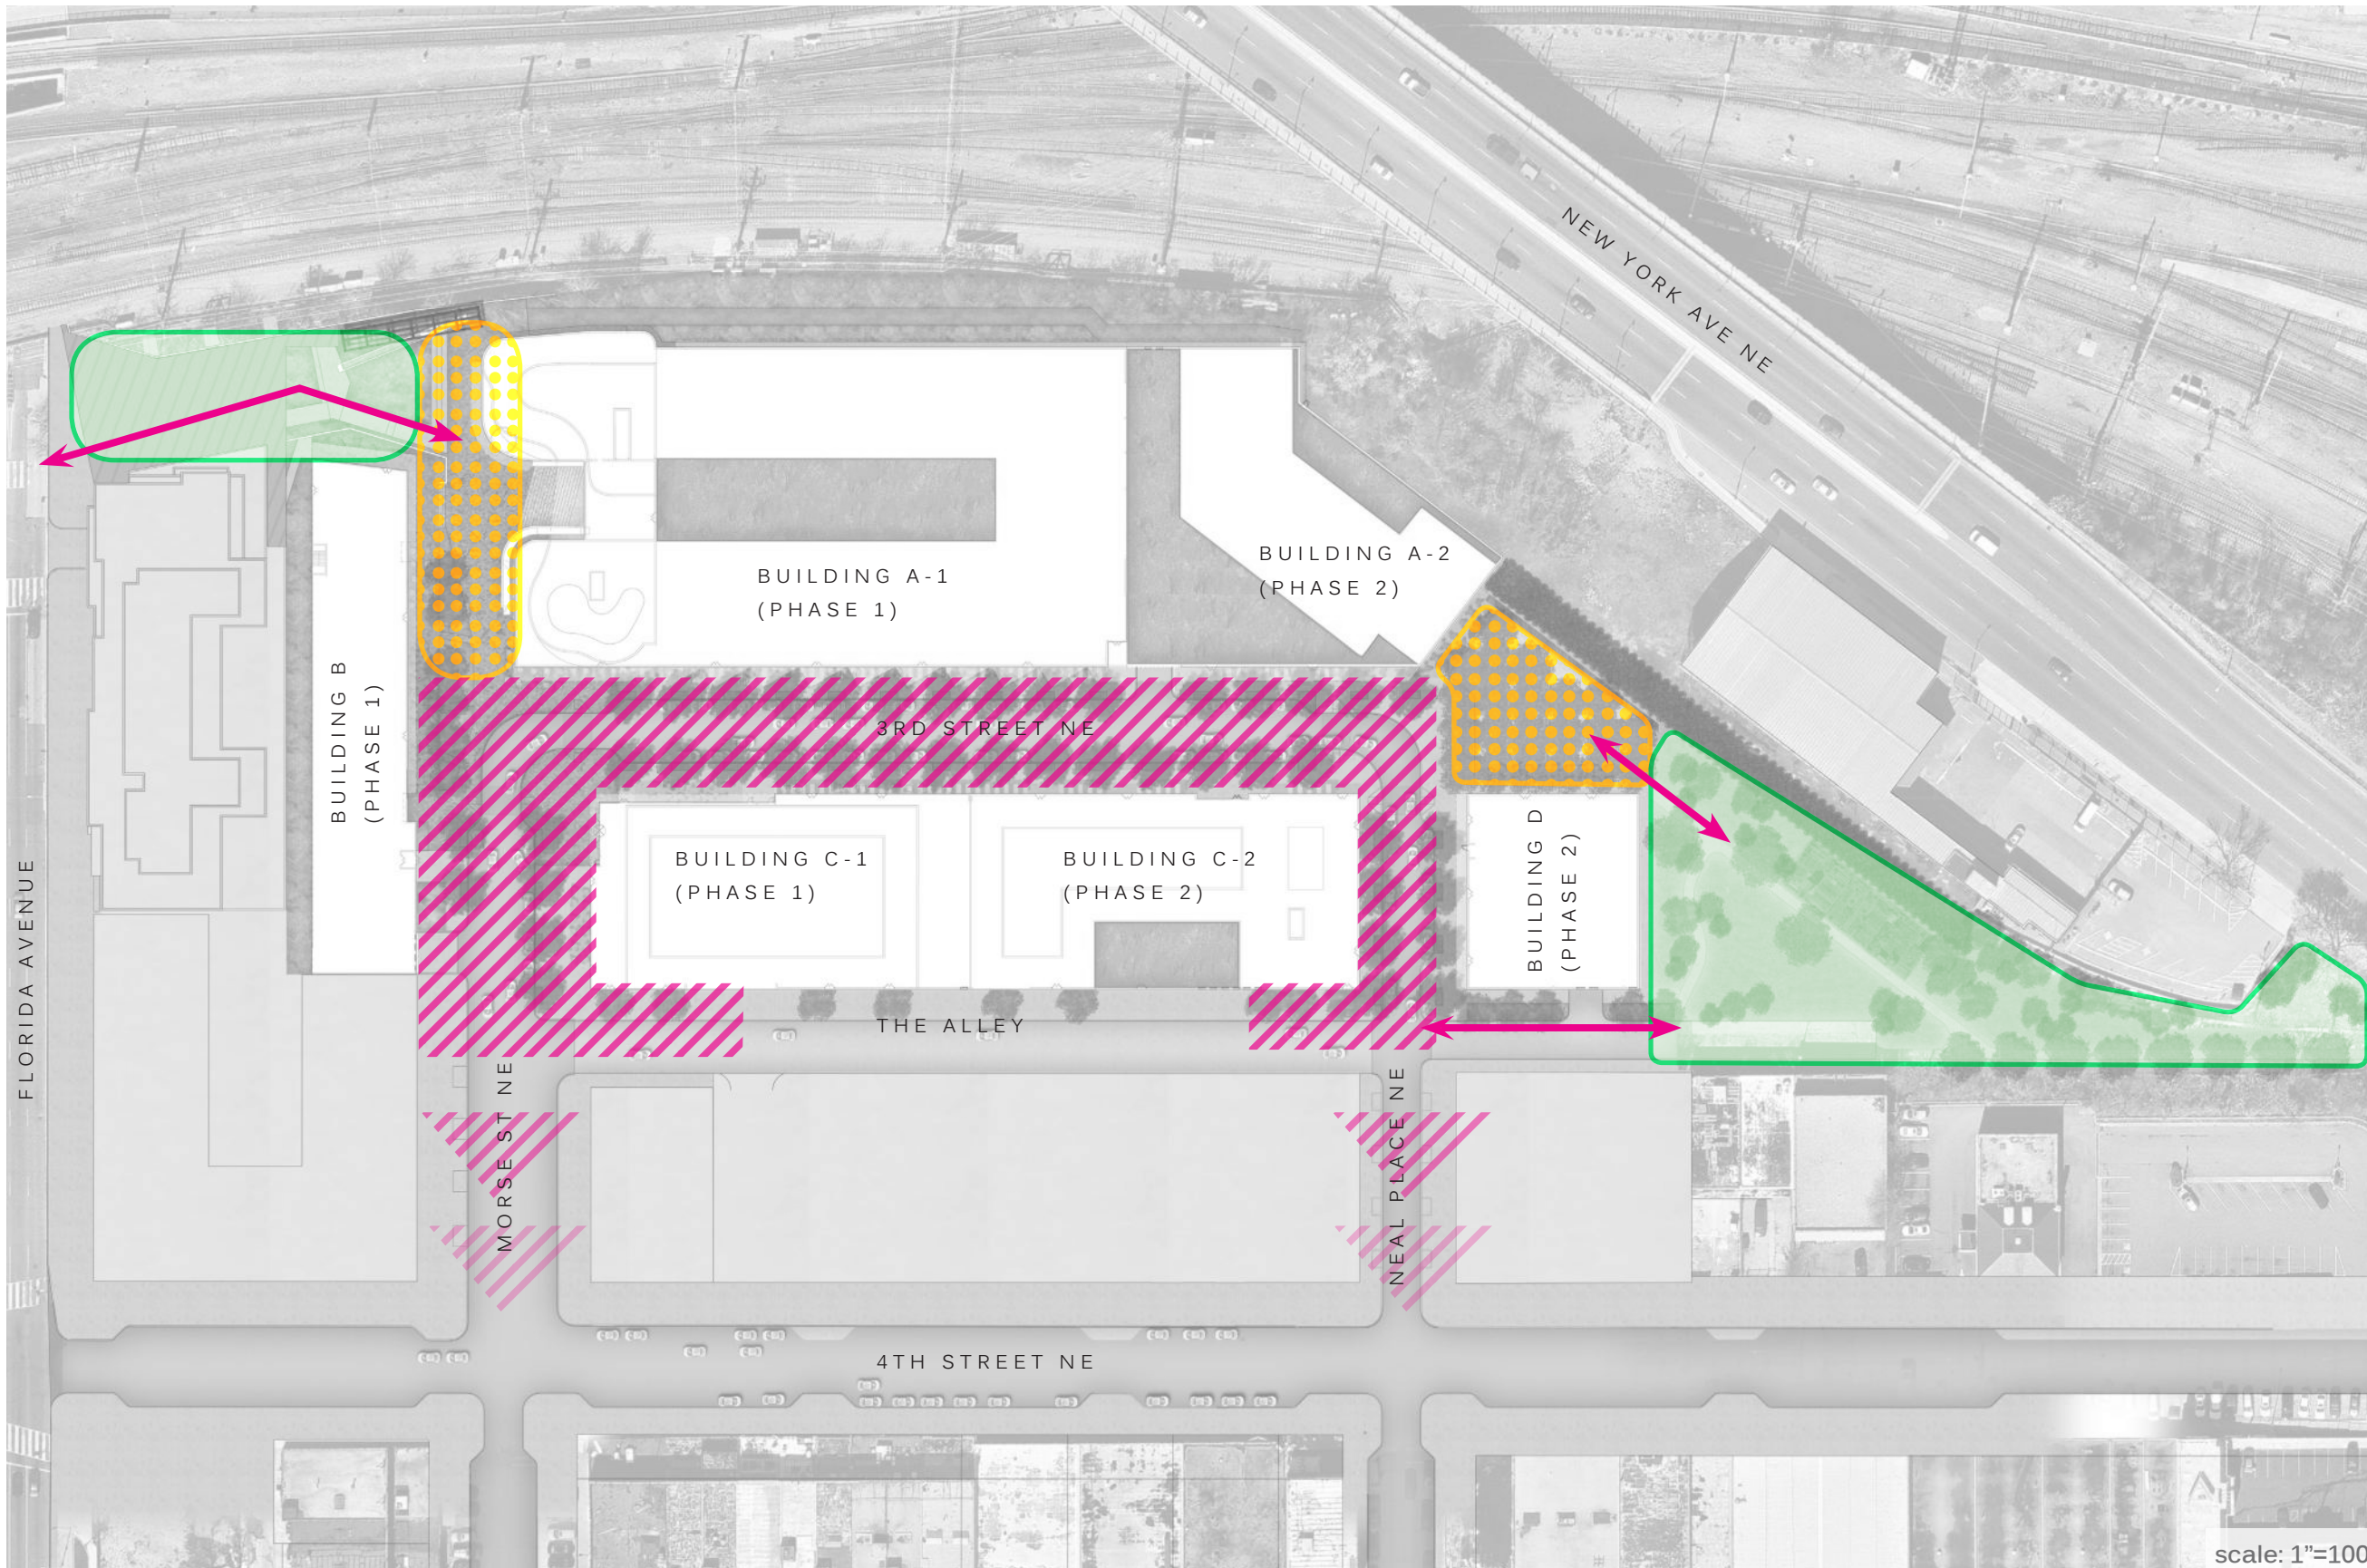 NEW YORK AVE NE
BUILDING A-2
(PHASE 2)
BUILDING A-1
(PHASE 1)
BUILDING B
(PHASE 1)
3RD STREET NE
BUILDING C-1
(PHASE 1)
BUILDING C-2
(PHASE 2)
BUILDING D
(PHASE 2)
FLORIDA AVENUE
THE ALLEY
MORSE ST NE
NEAL PLACE NE
4TH STREET NE
scale: 1”=100